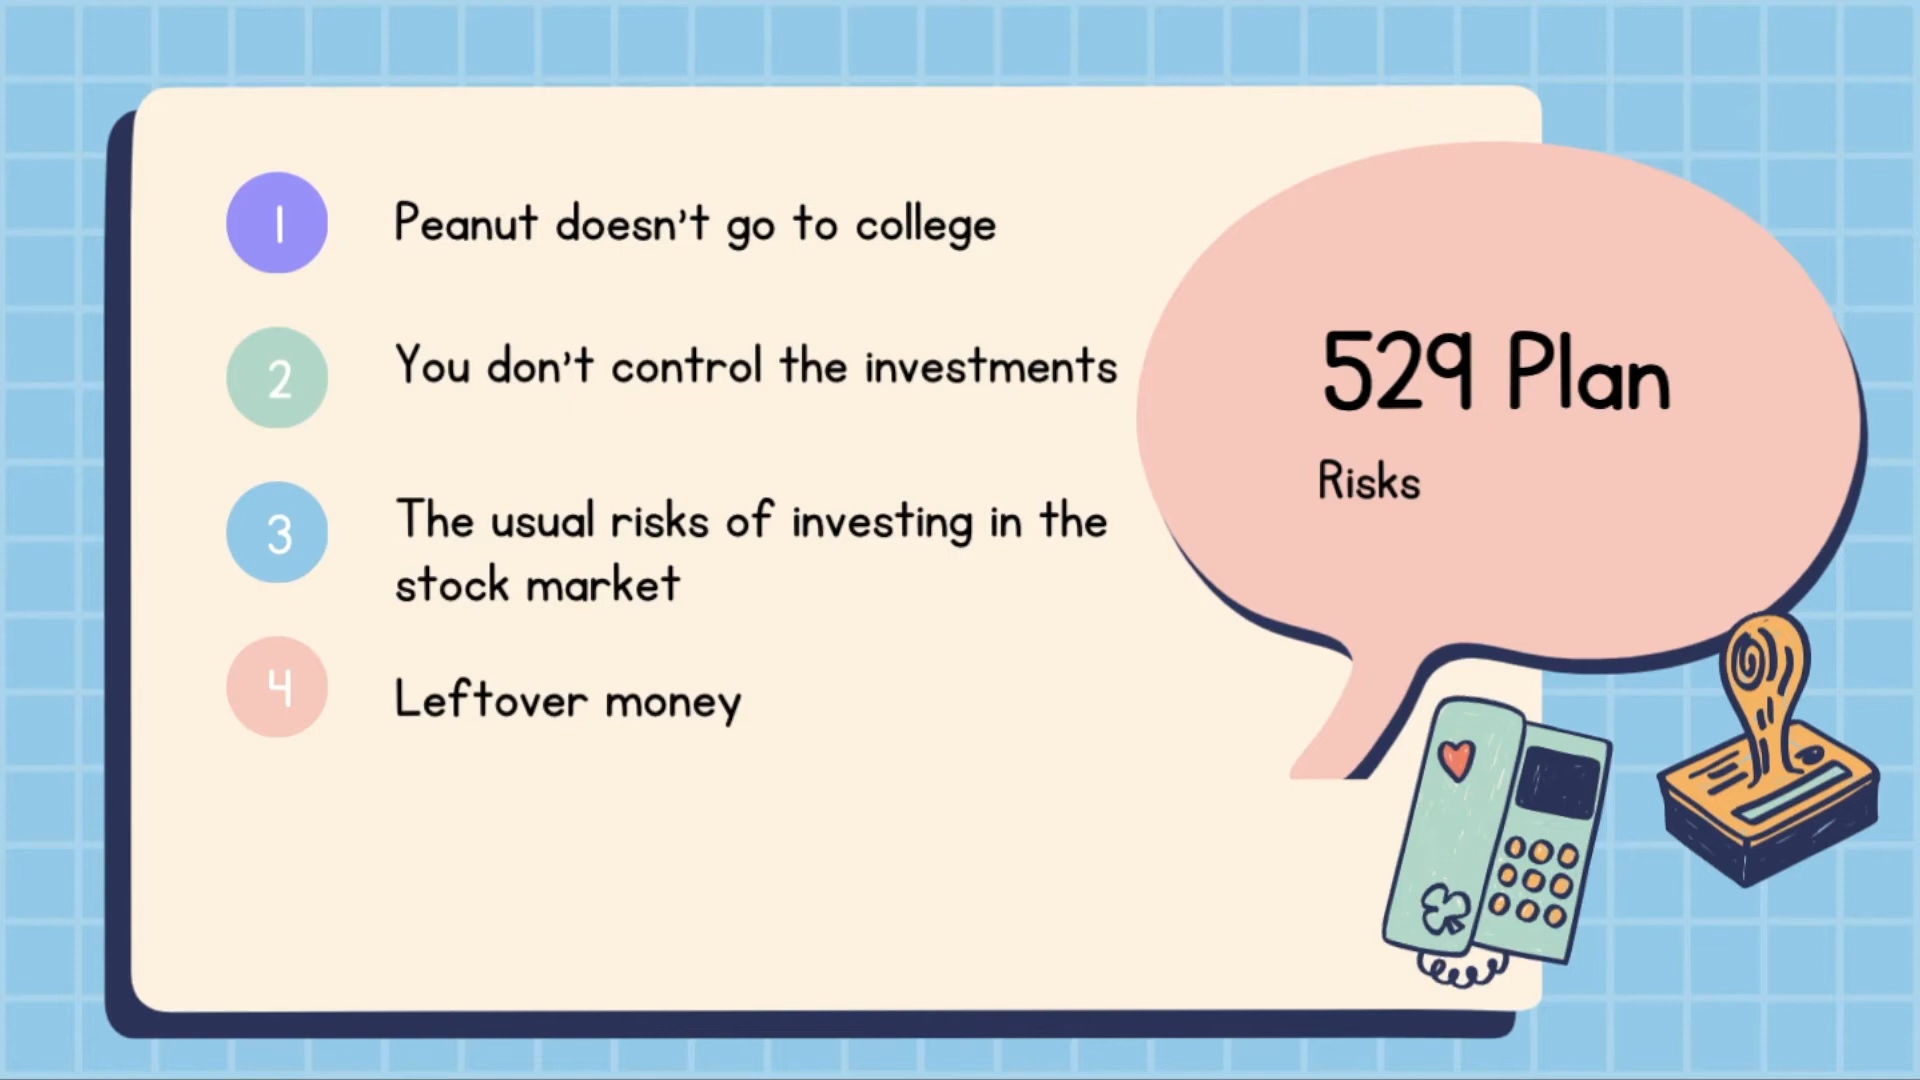 1 Peanut doesn't go to college
2 You don't control the investments
3 The usual risks of investing in the
stock market
4 Leftover money
529 Plan
Risks